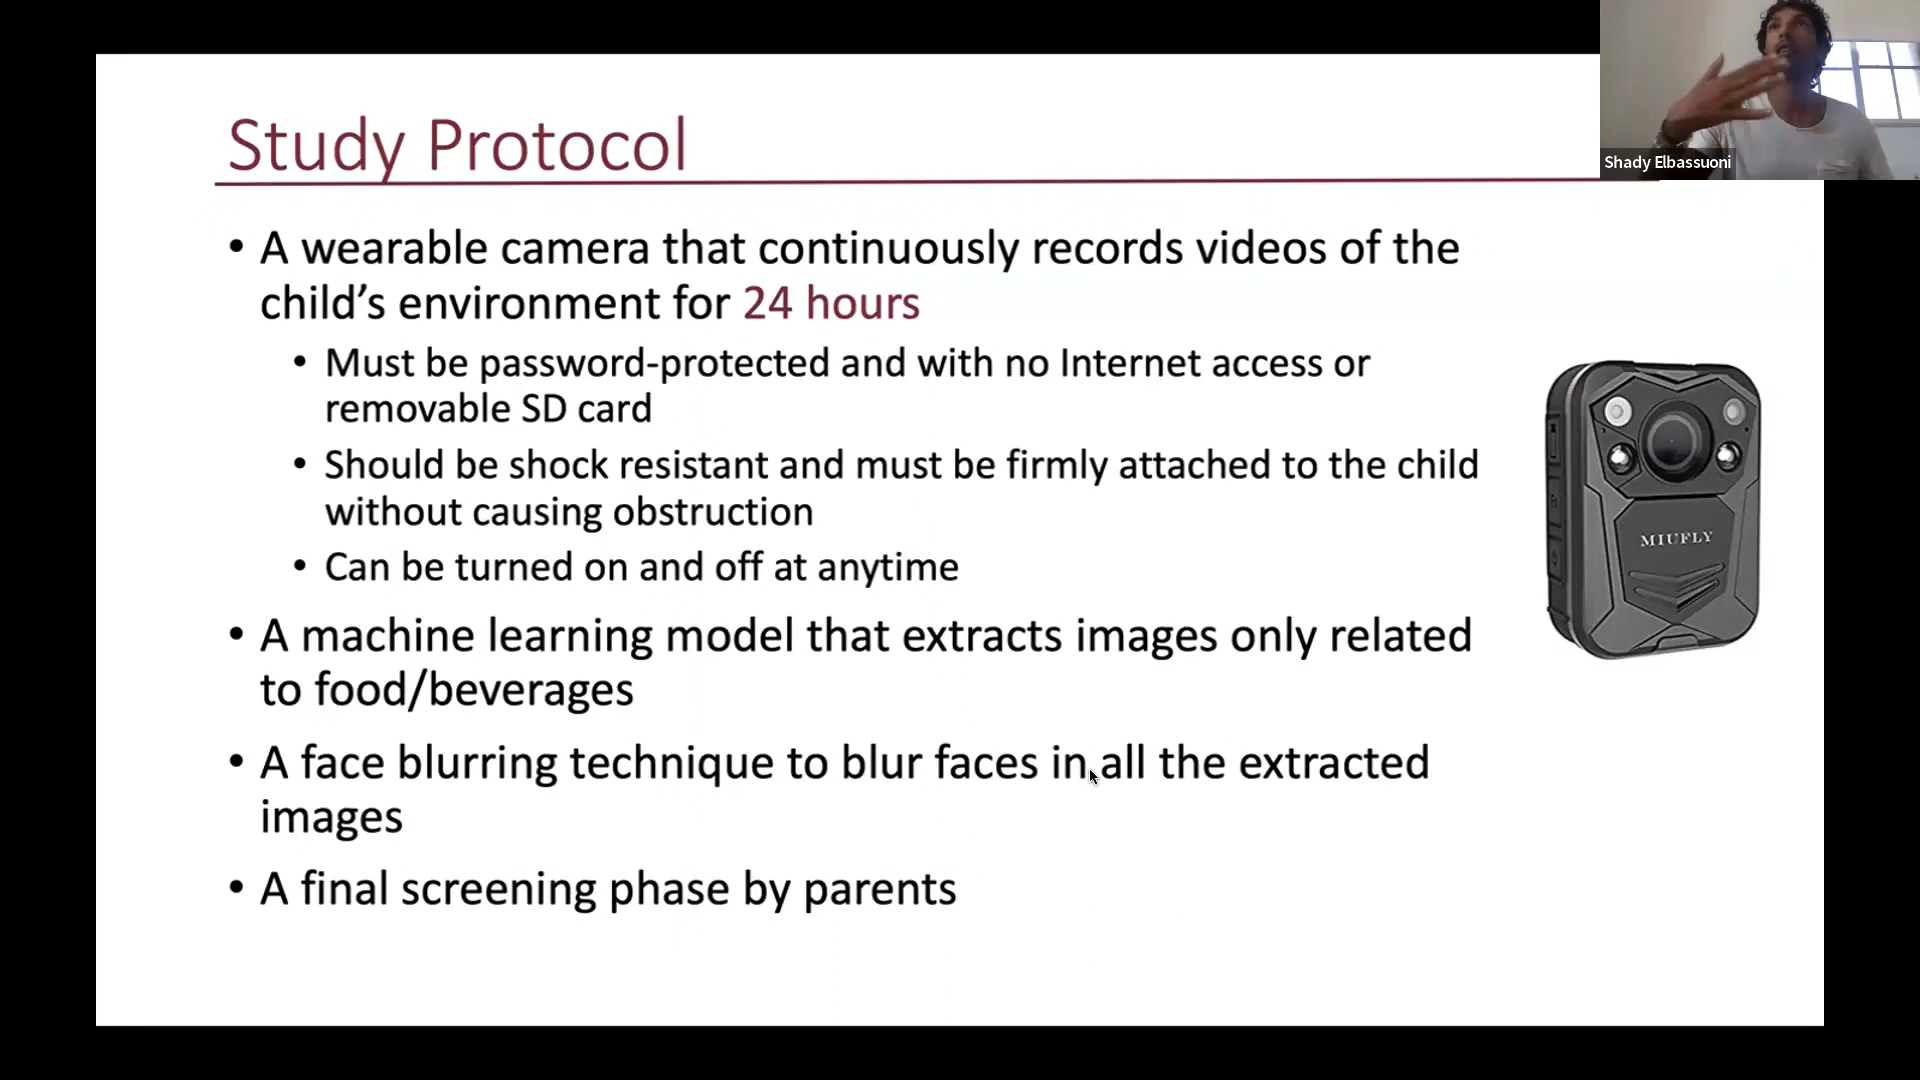 Shady Elbassuoni
Study Protocol
• A wearable camera that continuously records videos of the
child’s environment for 24 hours
• Must be password-protected and with no Internet access or
removable SD card
• Should be shock resistant and must be firmly attached to the child
without causing obstruction
• Can be turned on and off at anytime
MIUFLY
• A machine learning model that extracts images only related
to food/beverages
• A face blurring technique to blur faces in all the extracted
images
• A final screening phase by parents